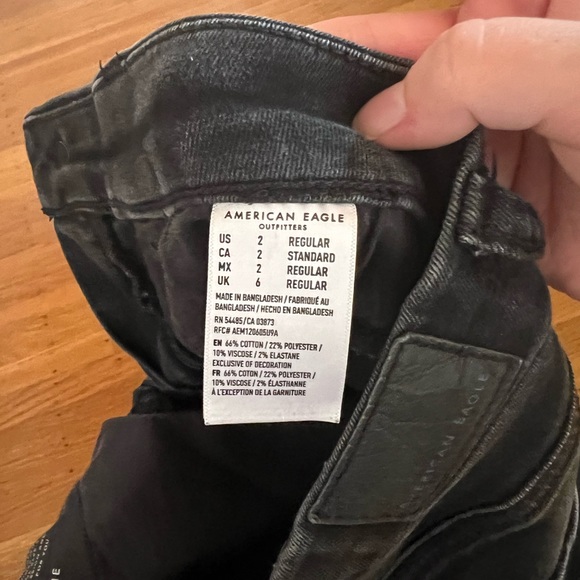 AMERICAN EAGLE
OUTFITTERS
US 2 REGULAR
CA 2 STANDARD
MX 2 REGULAR
UK 6 REGULAR
MADE IN BANGLADESH / FABRIQUÉ AU
BANGLADESH / HECHO EN BANGLADESH
RN 54485/CA 03873
RFC# AEM120605U9A
EN 66% COTTON / 22% POLYESTER /
10% VISCOSE / 2% ELASTANE
EXCLUSIVE OF DECORATION
FR 66% COTON / 22% POLYESTER /
10% VISCOSE / 2% ÉLASTHANNE
À L'EXCEPTION DE LA GARNITURE
AMERICAN EAGLE
FOR YOU